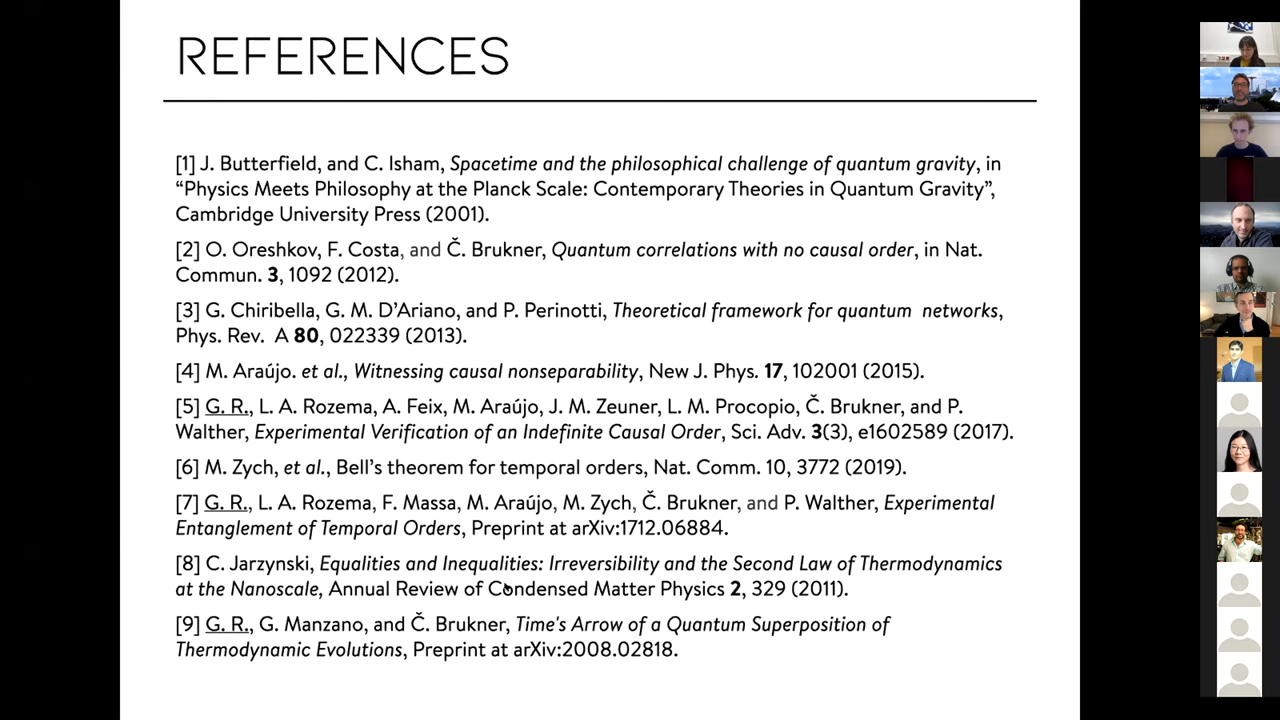 REFERENCES
[1] J. Butterfield, and C. Isham, Spacetime and the philosophical challenge of quantum gravity, in
“Physics Meets Philosophy at the Planck Scale: Contemporary Theories in Quantum Gravity”,
Cambridge University Press (2001).
[2] O. Oreshkov, F. Costa, and Č. Brukner, Quantum correlations with no causal order, in Nat.
Commun. 3, 1092 (2012).
[3] G. Chiribella, G. M. D’Ariano, and P. Perinotti, Theoretical framework for quantum networks,
Phys. Rev. A 80, 022339 (2013).
[4] M. Araújo. et al., Witnessing causal nonseparability, New J. Phys. 17, 102001 (2015).
[5] G. R., L. A. Rozema, A. Feix, M. Araújo, J. M. Zeuner, L. M. Procopio, Č. Brukner, and P.
Walther, Experimental Verification of an Indefinite Causal Order, Sci. Adv. 3(3), e1602589 (2017).
[6] M. Zych, et al., Bell’s theorem for temporal orders, Nat. Comm. 10, 3772 (2019).
[7] G. R., L. A. Rozema, F. Massa, M. Araújo, M. Zych, Č. Brukner, and P. Walther, Experimental
Entanglement of Temporal Orders, Preprint at arXiv:1712.06884.
[8] C. Jarzynski, Equalities and Inequalities: Irreversibility and the Second Law of Thermodynamics
at the Nanoscale, Annual Review of Condensed Matter Physics 2, 329 (2011).
[9] G. R., G. Manzano, and Č. Brukner, Time's Arrow of a Quantum Superposition of
Thermodynamic Evolutions, Preprint at arXiv:2008.02818.